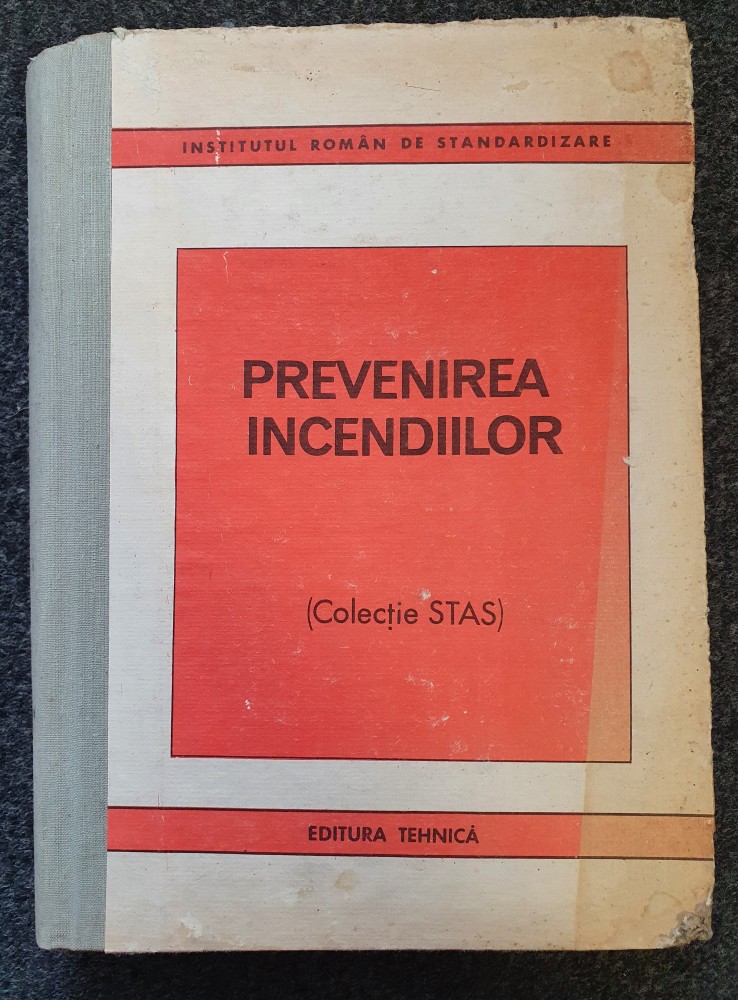 INSTITUTUL ROMÂN DE STANDARDIZARE
PREVENIREA
INCENDIILOR
(Colecție STAS)
EDITURA TEHNICĂ